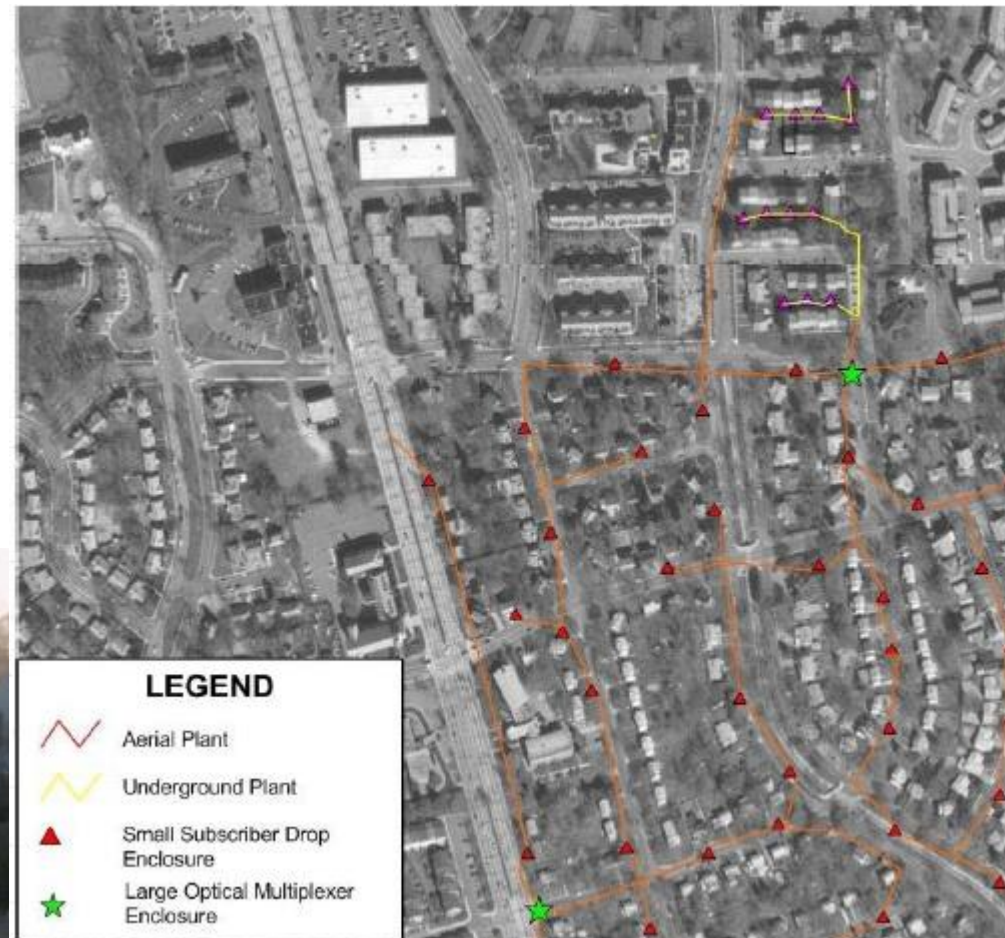 LEGEND
Aerial Plant
Underground Plant
Small Subscriber Drop
Enclosure
Large Optical Multiplexer
Enclosure